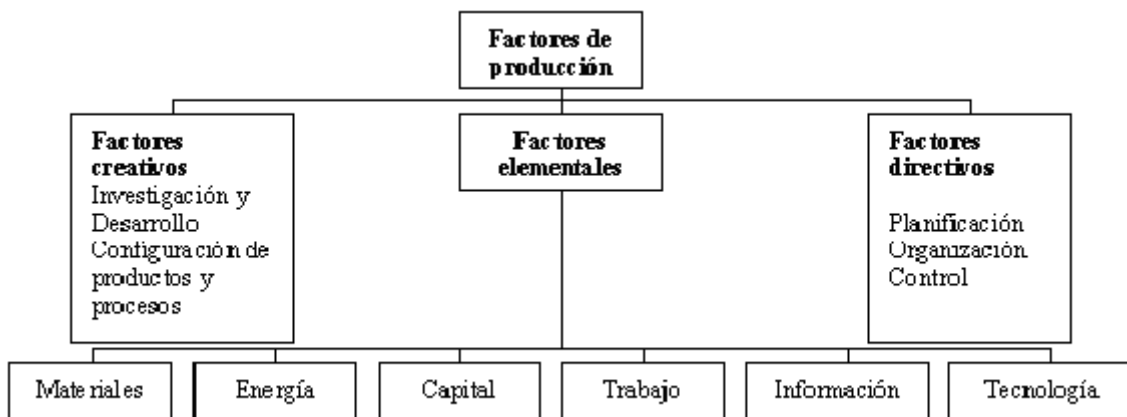 Factores de
producción
Factores
creativos
Investigación y
Desarrollo
Configuración de
productos y
procesos
Factores
elementales
Factores
directivos
Planificación
Organización
Control
Materiales
Energía
Capital
Trabajo
Información
Tecnología